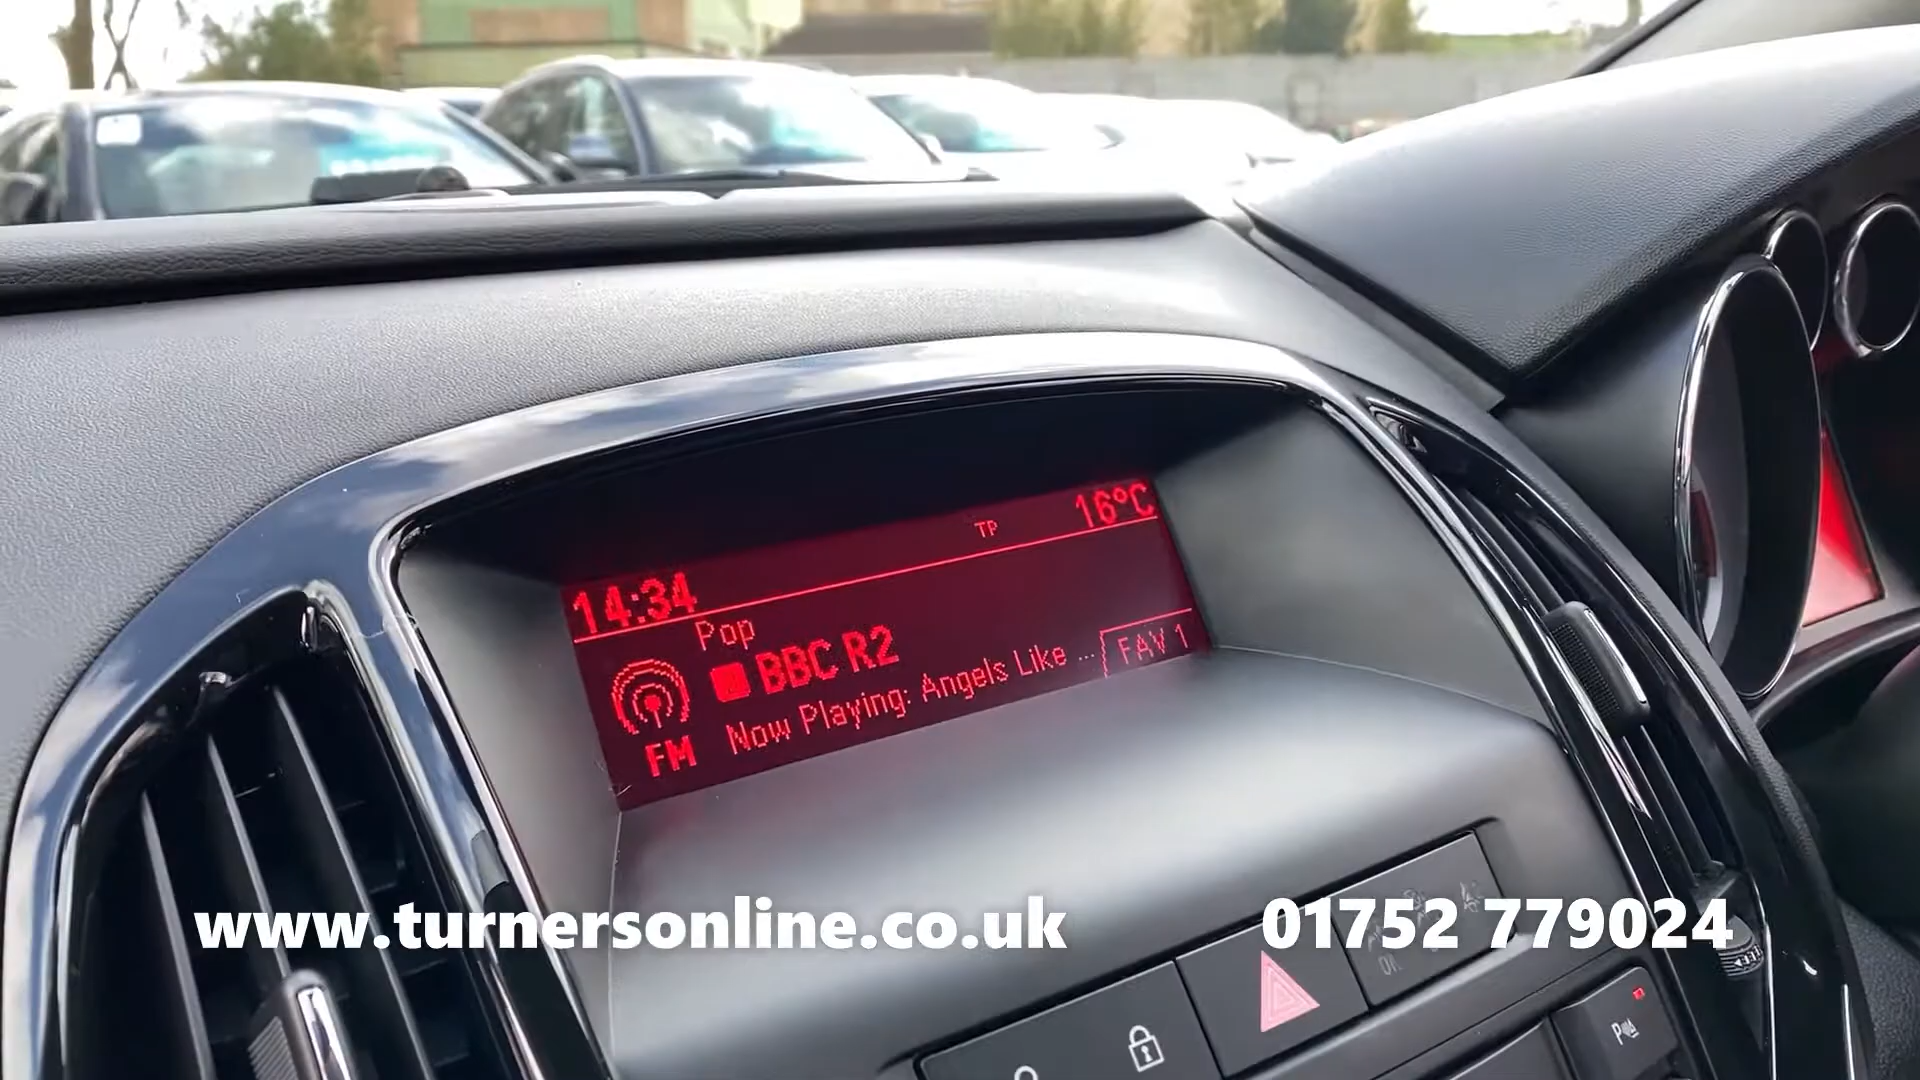 TP 16°C
14:34
Pop
2 BBC R2
Now Playing: Angels Like ... FAV 1
FM
www.turnersonline.co.uk 01752 779024
P